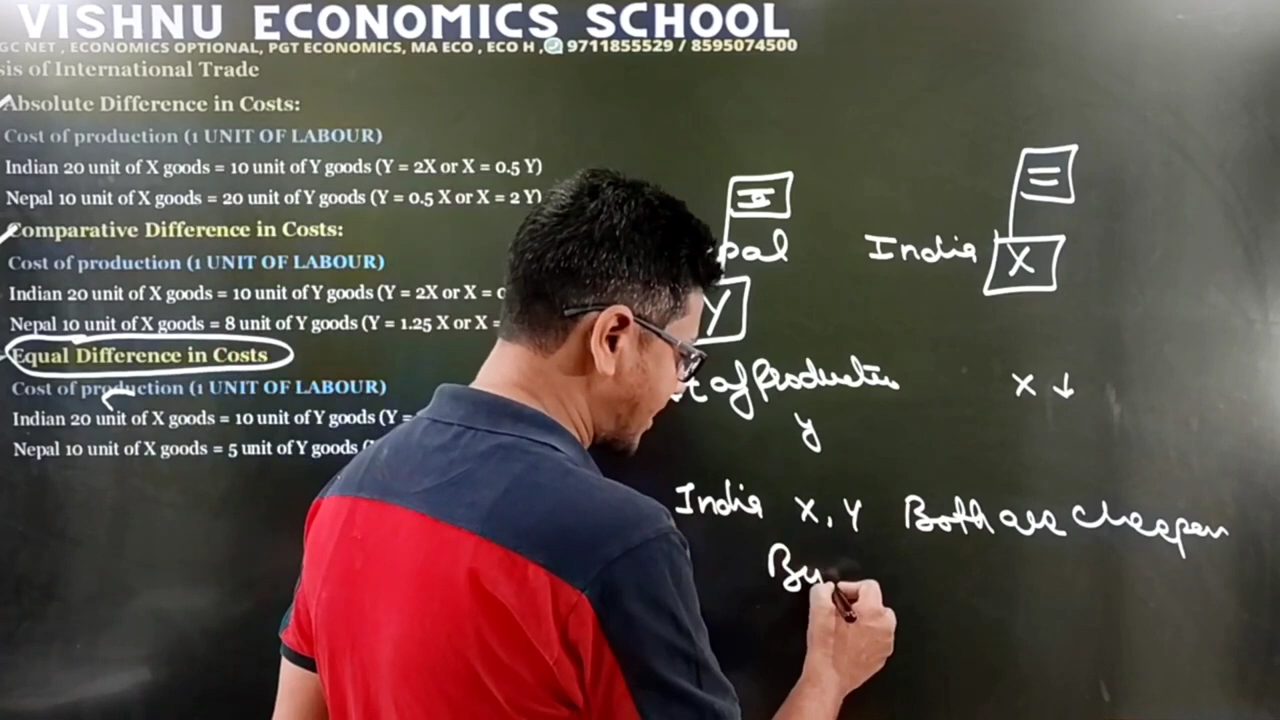 VISHNU ECONOMICS SCHOOL
GC NET , ECONOMICS OPTIONAL, PGT ECONOMICS, MA ECO , ECO H , 9711855529 / 8595074500
sis of International Trade
Absolute Difference in Costs:
Cost of production (1 UNIT OF LABOUR)
Indian 20 unit of X goods = 10 unit of Y goods (Y = 2X or X = 0.5 Y)
Nepal 10 unit of X goods = 20 unit of Y goods (Y = 0.5 X or X = 2 Y)
Comparative Difference in Costs:
Cost of production (1 UNIT OF LABOUR)
Indian 20 unit of X goods = 10 unit of Y goods (Y = 2X or X = 0
Nepal 10 unit of X goods = 8 unit of Y goods (Y = 1.25 X or X =
Equal Difference in Costs
Cost of production (1 UNIT OF LABOUR)
Indian 20 unit of X goods = 10 unit of Y goods (Y =
Nepal 10 unit of X goods = 5 unit of Y goods
pal India X
Y
of Production X ↓
y
India X, Y Both are cheaper
Bu